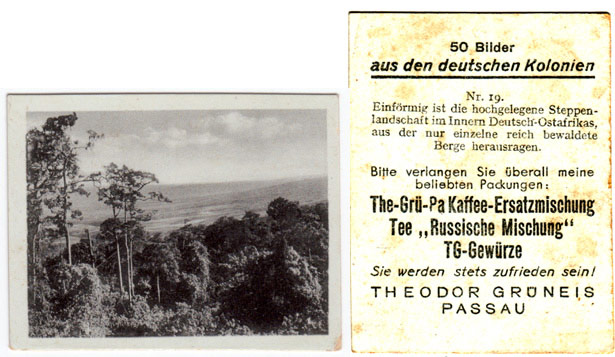 50 Bilder
aus den deutschen Kolonien
Nr. 19.
Einförmig ist die hochgelegene Steppen-
landschaft im Innern Deutsch-Ostafrikas,
aus der nur einzelne reich bewaldete
Berge herausragen.
Bitte verlangen Sie überall meine
beliebten Packungen:
The-Grü-Pa Kaffee-Ersatzmischung
Tee „Russische Mischung"
TG-Gewürze
Sie werden stets zufrieden sein!
THEODOR GRÜNEIS
PASSAU